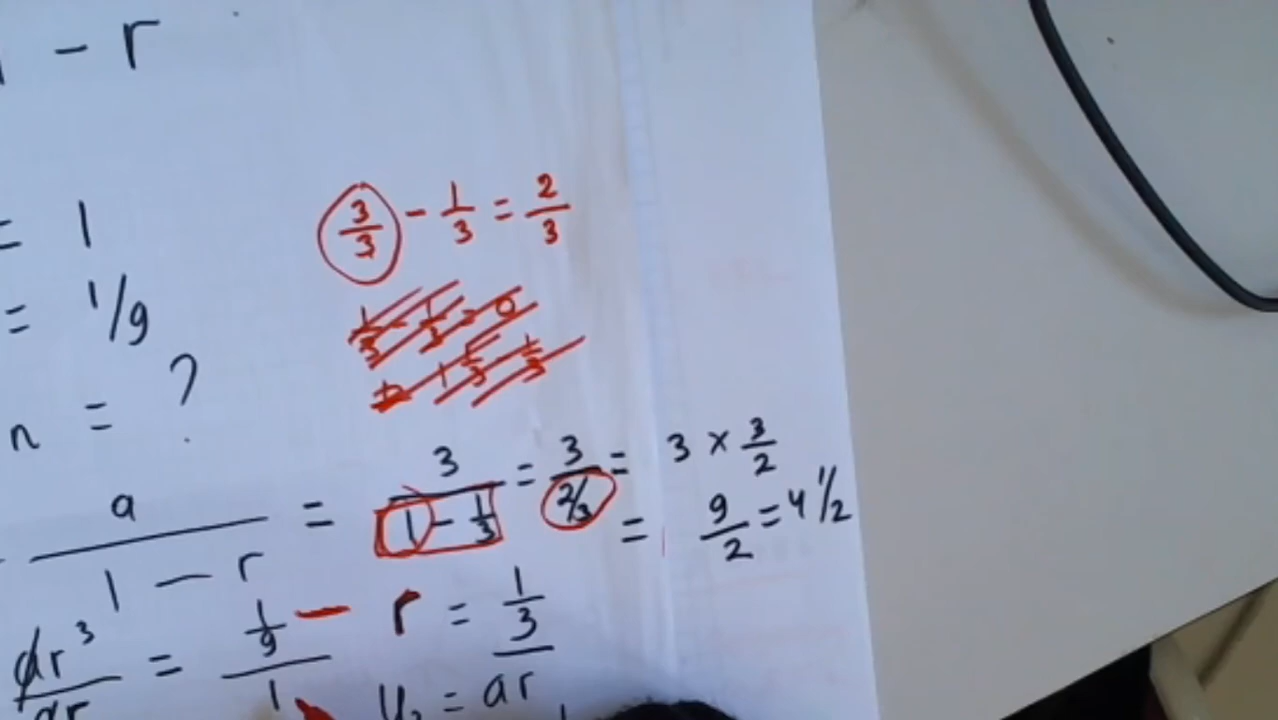 - r
= 1
3/3 - 1/3 = 2/3
= 1/9
n = ?
a / 1 - r = 3 / 1 - 1/3 = 3 / 2/3 = 3 × 3/2
= 9/2 = 4 1/2
ar³ / ar = 1/9 / 1 - r = 1/3
= ar